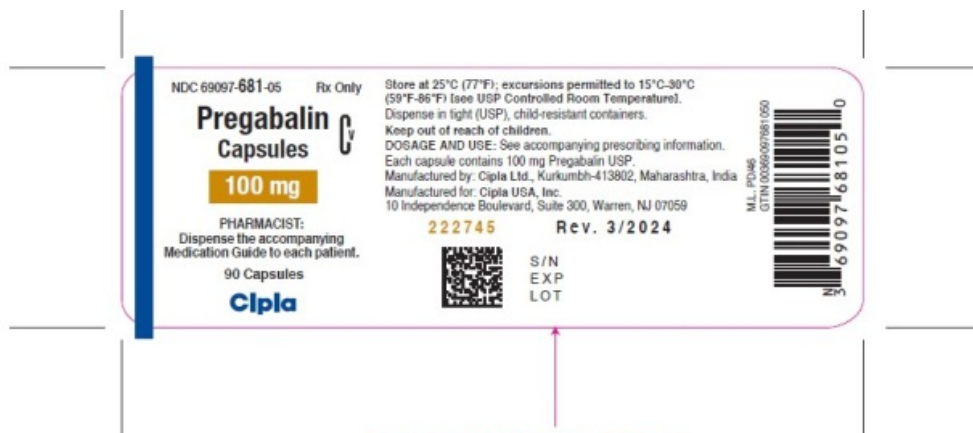 NDC 69097-681-05 Rx Only
Pregabalin CV
Capsules
100 mg
PHARMACIST:
Dispense the accompanying
Medication Guide to each patient.
90 Capsules
Cipla
Store at 25°C (77°F); excursions permitted to 15°C-30°C
(59°F-86°F) [see USP Controlled Room Temperature].
Dispense in tight (USP), child-resistant containers.
Keep out of reach of children.
DOSAGE AND USE: See accompanying prescribing information.
Each capsule contains 100 mg Pregabalin USP.
Manufactured by: Cipla Ltd., Kurkumbh-413802, Maharashtra, India
Manufactured for: Cipla USA, Inc.
10 Independence Boulevard, Suite 300, Warren, NJ 07059
222745 Rev. 3/2024
S/N
EXP
LOT
M.L. PD/46
GTIN 00369097681050
N 3 69097 68105 0